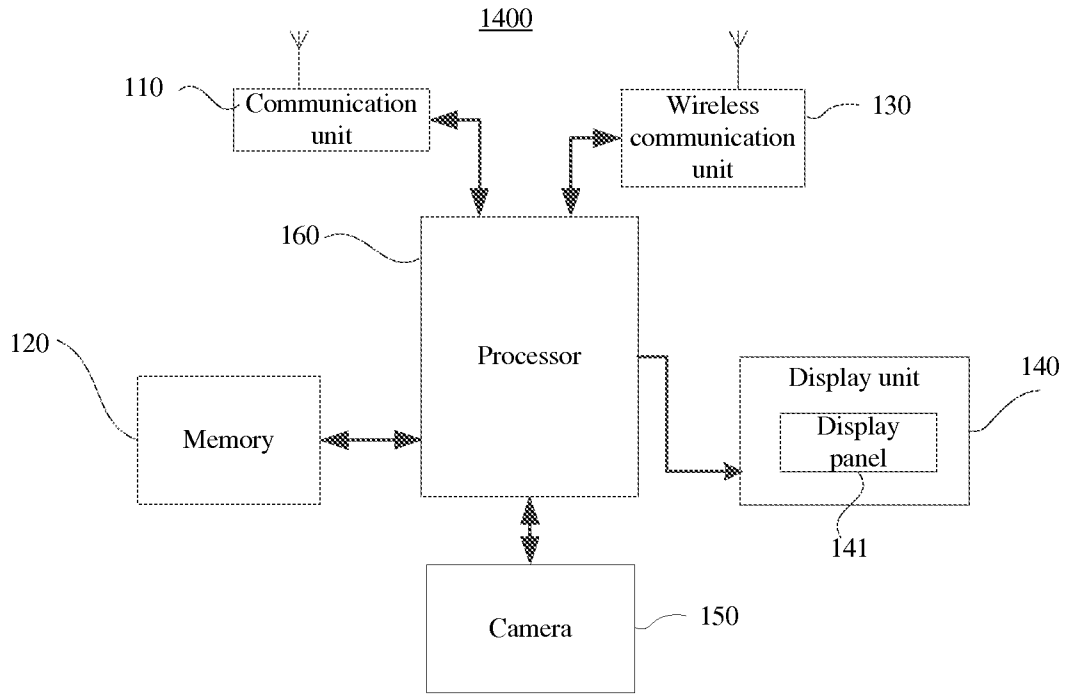 1400
110
Communication
unit
Wireless
communication
unit
130
160
Processor
120
Memory
Display unit
140
Display
panel
141
Camera
150